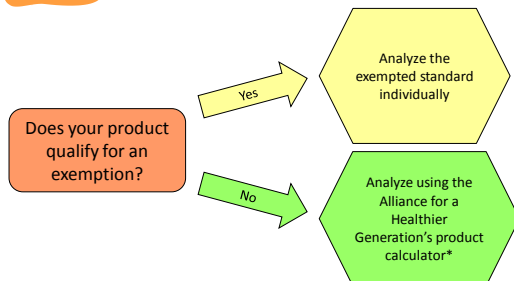 Does your product
qualify for an
exemption?
Yes
Analyze the
exempted standard
individually
No
Analyze using the
Alliance for a
Healthier
Generation's product
calculator*